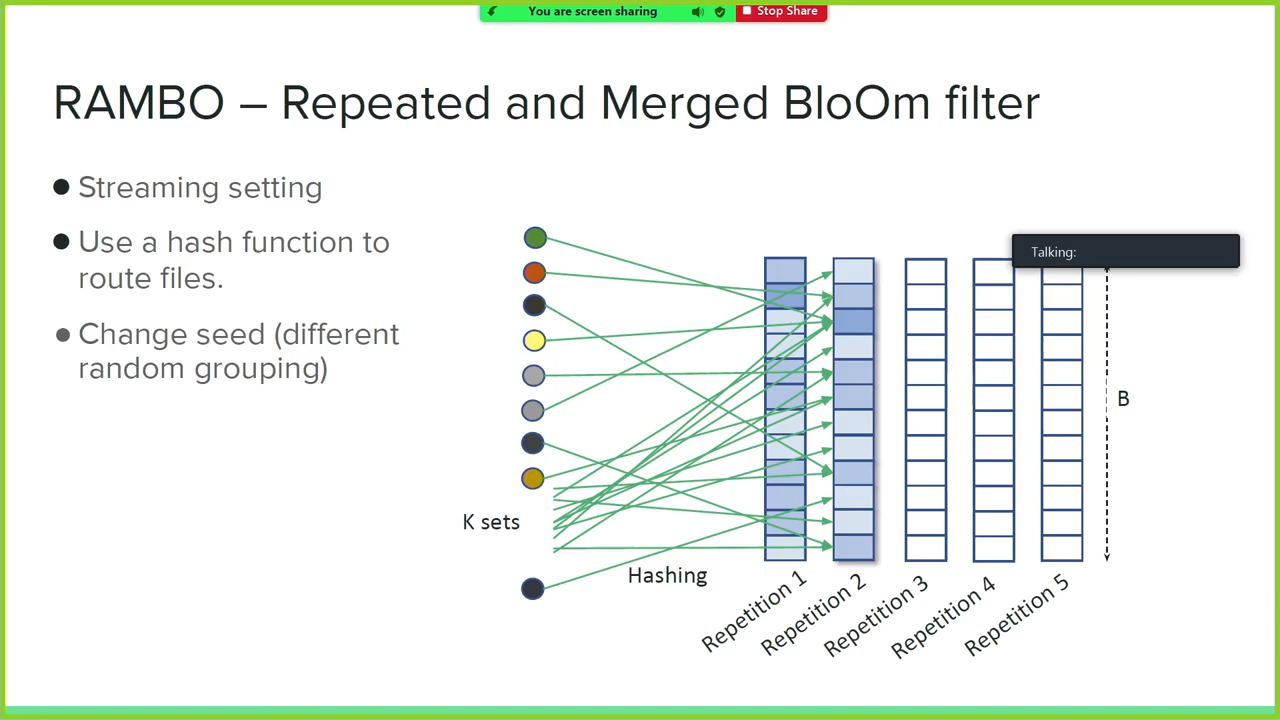 You are screen sharing
Stop Share
RAMBO – Repeated and Merged BloOm filter
Streaming setting
Use a hash function to
route files.
Change seed (different
random grouping)
Talking:
B
K sets
Hashing
Repetition 1
Repetition 2
Repetition 3
Repetition 4
Repetition 5